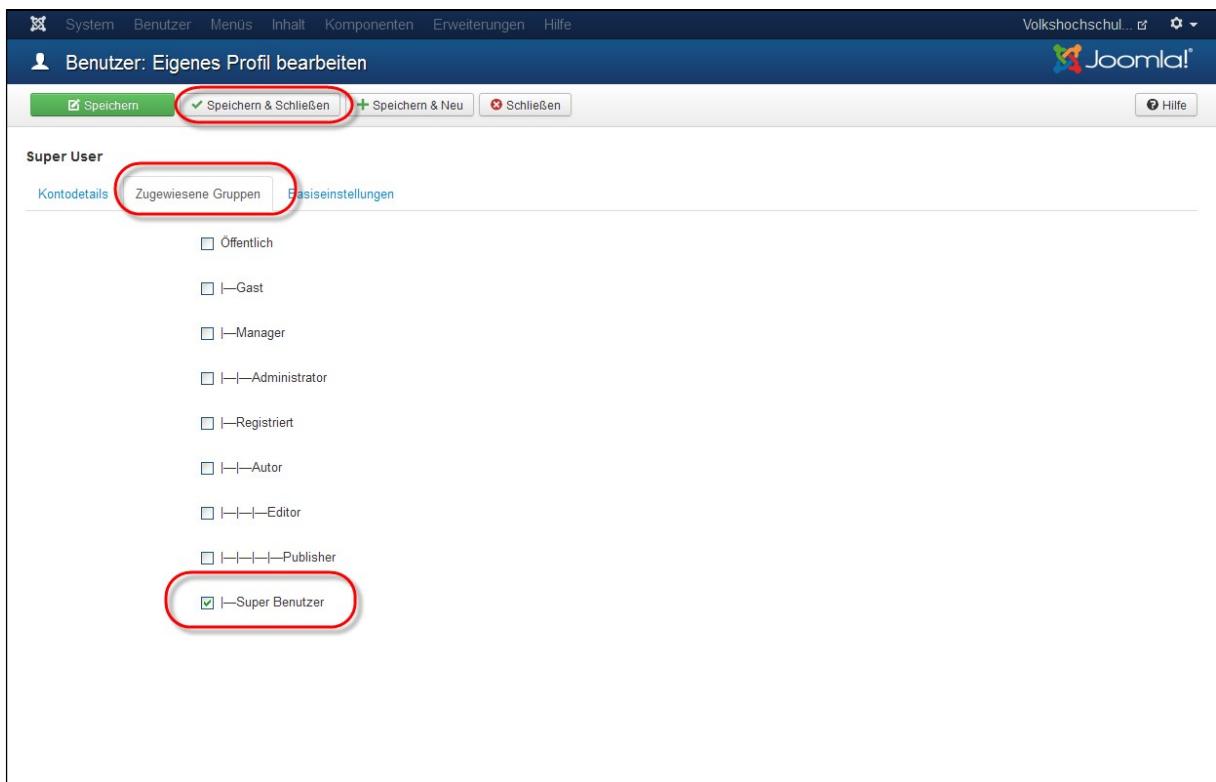 System Benutzer Menüs Inhalt Komponenten Erweiterungen Hilfe Volkshochschul...
Benutzer: Eigenes Profil bearbeiten Joomla!®
Speichern Speichern & Schließen Speichern & Neu Schließen Hilfe
Super User
Kontodetails Zugewiesene Gruppen Basiseinstellungen
Öffentlich
|—Gast
|—Manager
|—|—Administrator
|—Registriert
|—|—Autor
|—|—|—Editor
|—|—|—|—Publisher
|—Super Benutzer